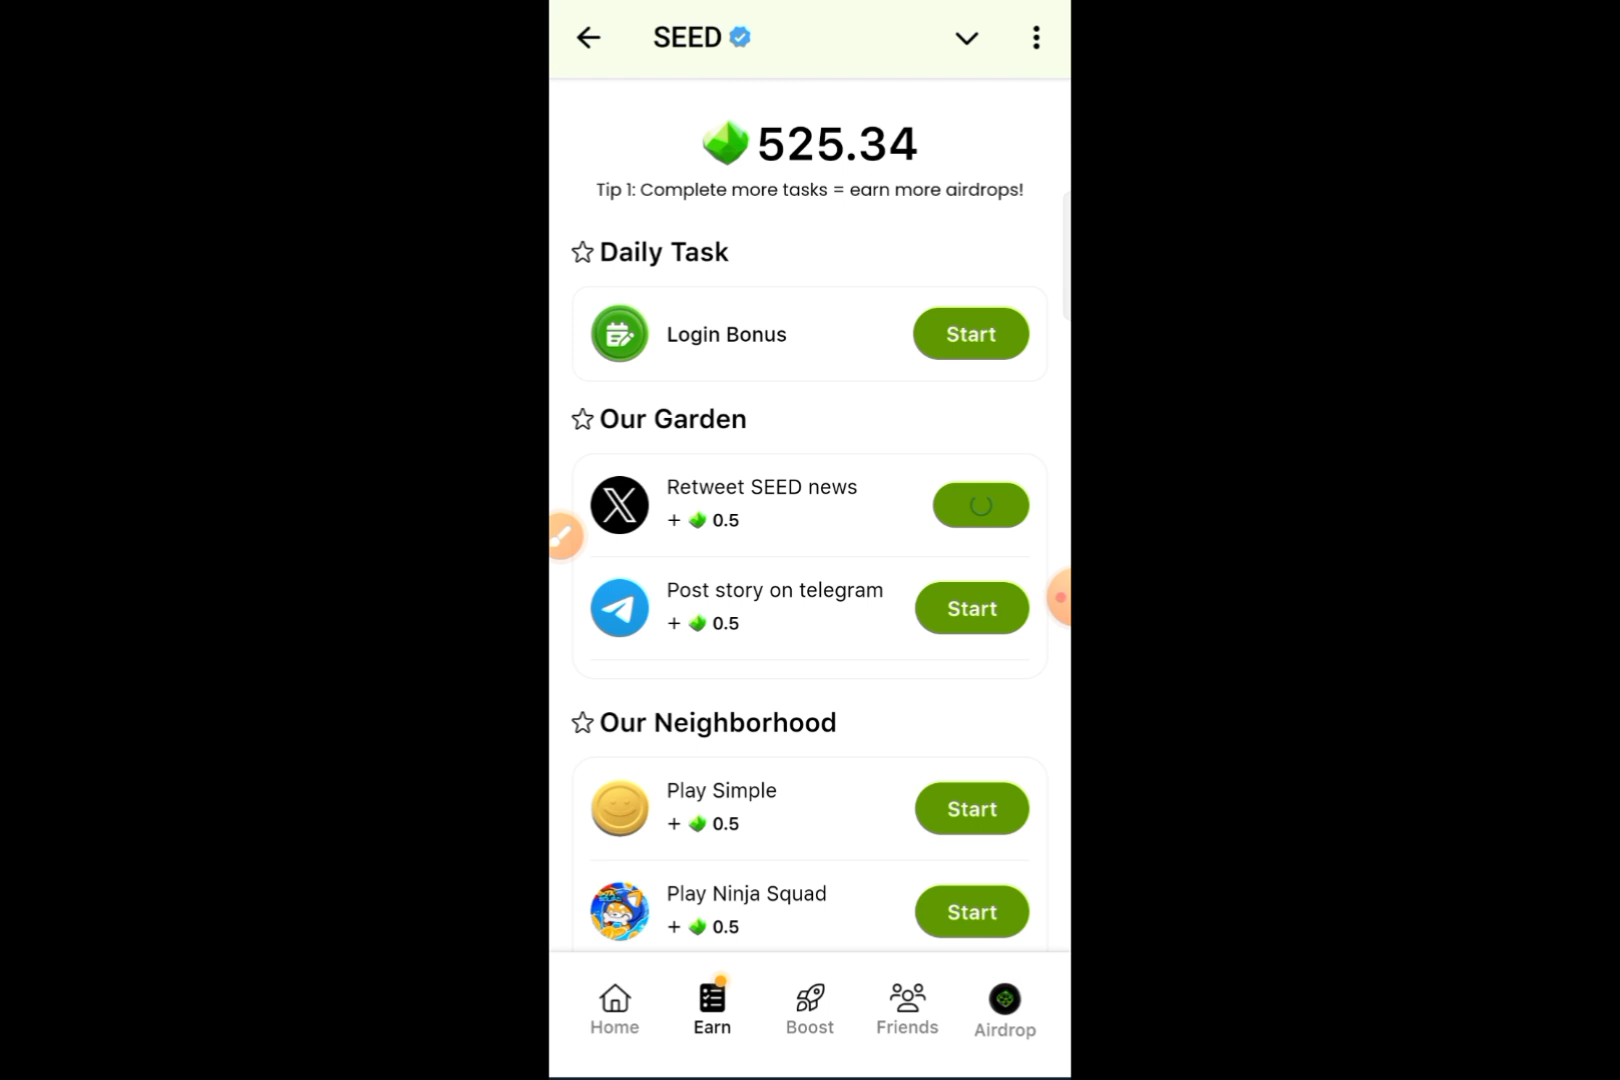 SEED
525.34
Tip 1: Complete more tasks = earn more airdrops!
Daily Task
Login Bonus
Start
Our Garden
Retweet SEED news
+ 0.5
Post story on telegram
+ 0.5
Start
Our Neighborhood
Play Simple
+ 0.5
Start
Play Ninja Squad
+ 0.5
Start
Home
Earn
Boost
Friends
Airdrop